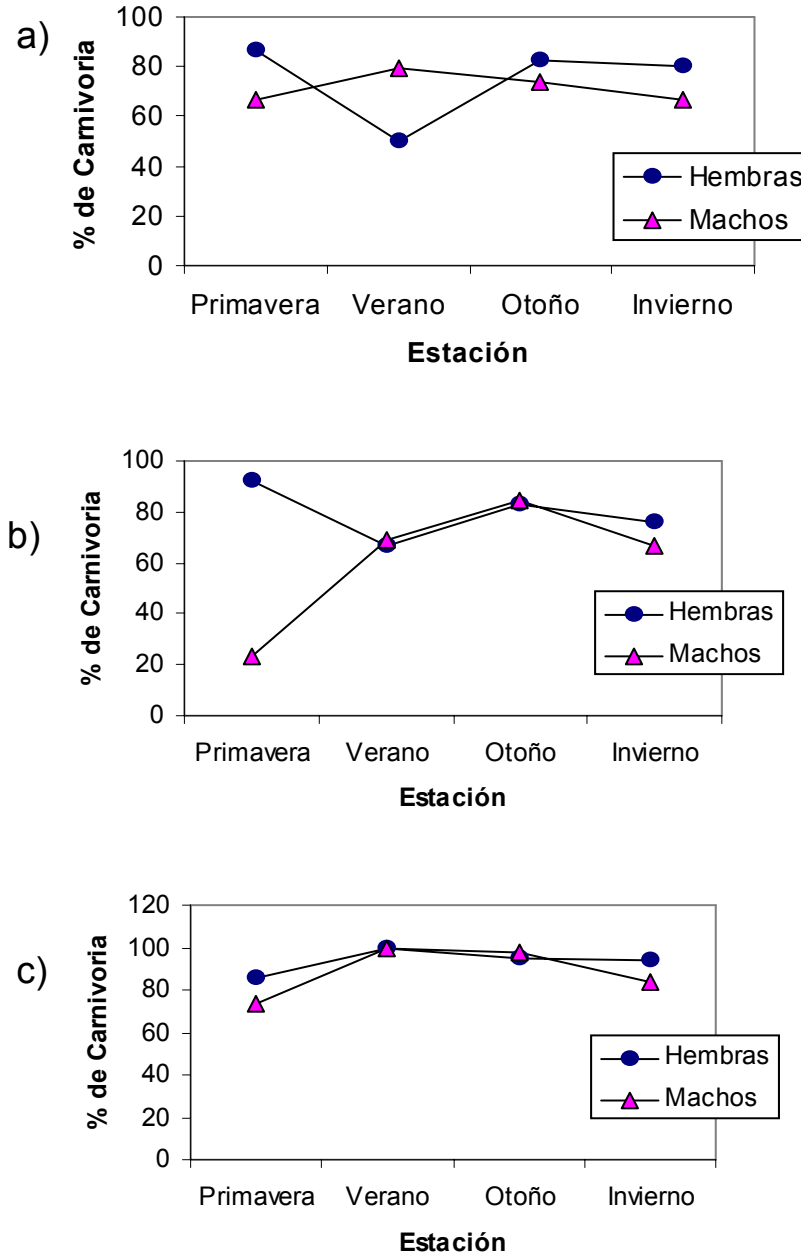 a)
% de Carnivoria
100
80
60
40
20
0
Hembras
Machos
Primavera Verano Otoño Invierno
Estación
b)
% de Carnivoria
100
80
60
40
20
0
Hembras
Machos
Primavera Verano Otoño Invierno
Estación
c)
% de Carnivoria
120
100
80
60
40
20
0
Hembras
Machos
Primavera Verano Otoño Invierno
Estación